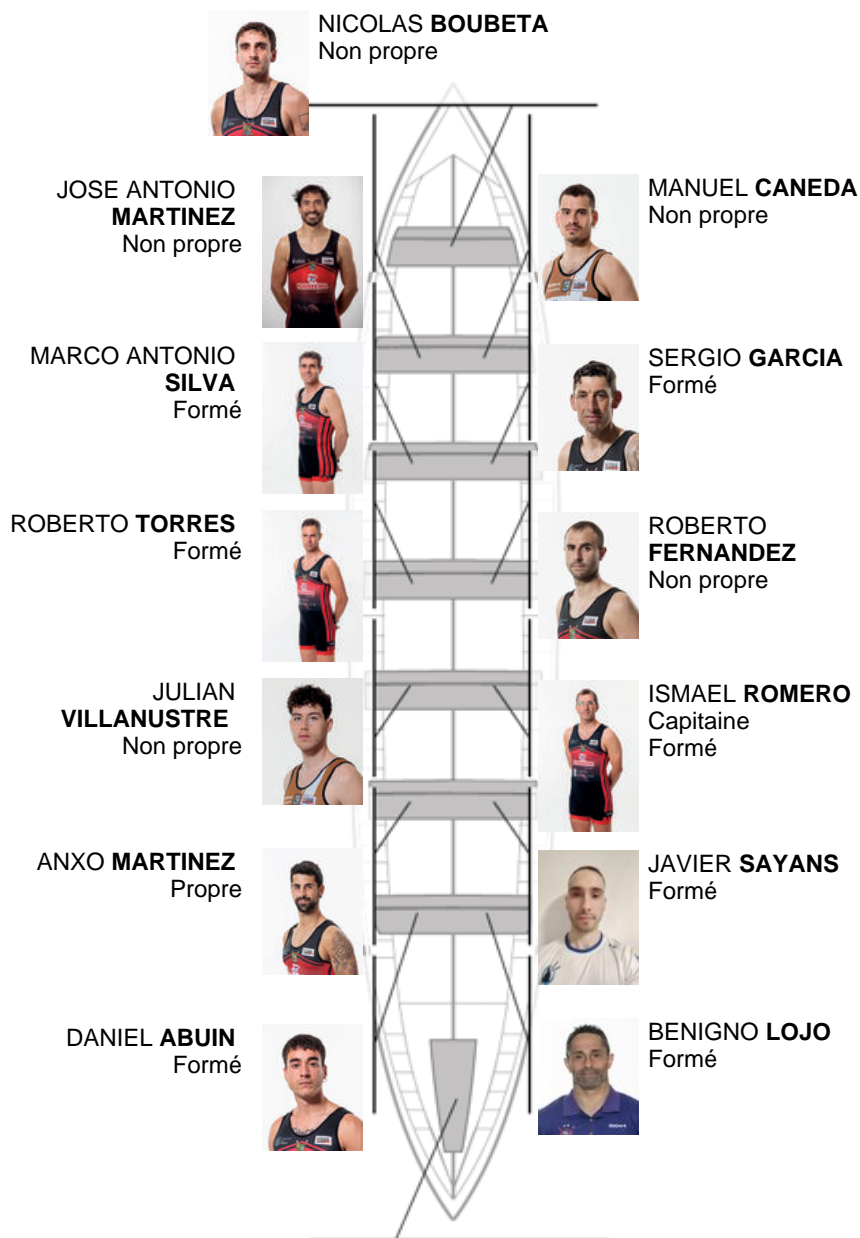 NICOLAS BOUBETA
Non propre
JOSE ANTONIO
MARTINEZ
Non propre
MANUEL CANEDA
Non propre
MARCO ANTONIO
SILVA
Formé
SERGIO GARCIA
Formé
ROBERTO TORRES
Formé
ROBERTO
FERNANDEZ
Non propre
JULIAN
VILLANUSTRE
Non propre
ISMAEL ROMERO
Capitaine
Formé
ANXO MARTINEZ
Propre
JAVIER SAYANS
Formé
DANIEL ABUIN
Formé
BENIGNO LOJO
Formé